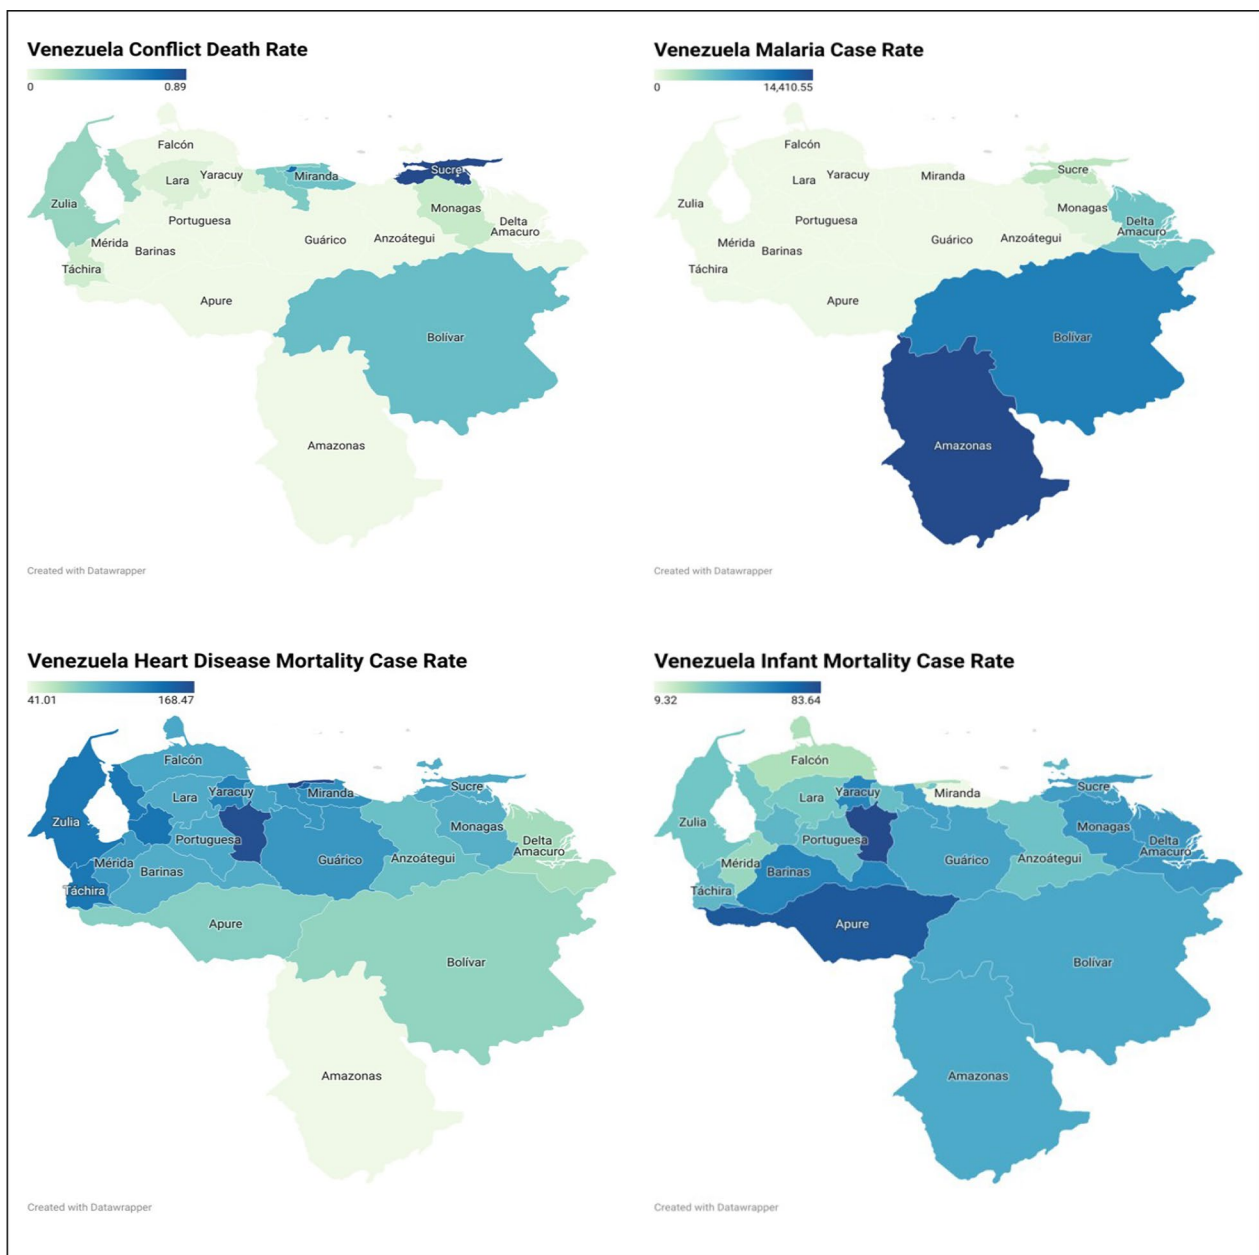 Venezuela Conflict Death Rate
0 0.89
Falcón
Lara
Yaracuy
Miranda
Sucre
Zulia
Monagas
Portuguesa
Delta
Amacuro
Mérida
Barinas
Guárico
Anzoátegui
Táchira
Apure
Bolívar
Amazonas
Created with Datawrapper
Venezuela Malaria Case Rate
0 14,410.55
Falcón
Lara
Yaracuy
Miranda
Sucre
Zulia
Monagas
Portuguesa
Delta
Amacuro
Mérida
Barinas
Guárico
Anzoátegui
Táchira
Apure
Bolívar
Amazonas
Created with Datawrapper
Venezuela Heart Disease Mortality Case Rate
41.01 168.47
Falcón
Lara
Yaracuy
Miranda
Sucre
Zulia
Monagas
Portuguesa
Delta
Amacuro
Mérida
Barinas
Guárico
Anzoátegui
Táchira
Apure
Bolívar
Amazonas
Created with Datawrapper
Venezuela Infant Mortality Case Rate
9.32 83.64
Falcón
Lara
Yaracuy
Miranda
Sucre
Zulia
Monagas
Portuguesa
Delta
Amacuro
Mérida
Barinas
Guárico
Anzoátegui
Táchira
Apure
Bolívar
Amazonas
Created with Datawrapper